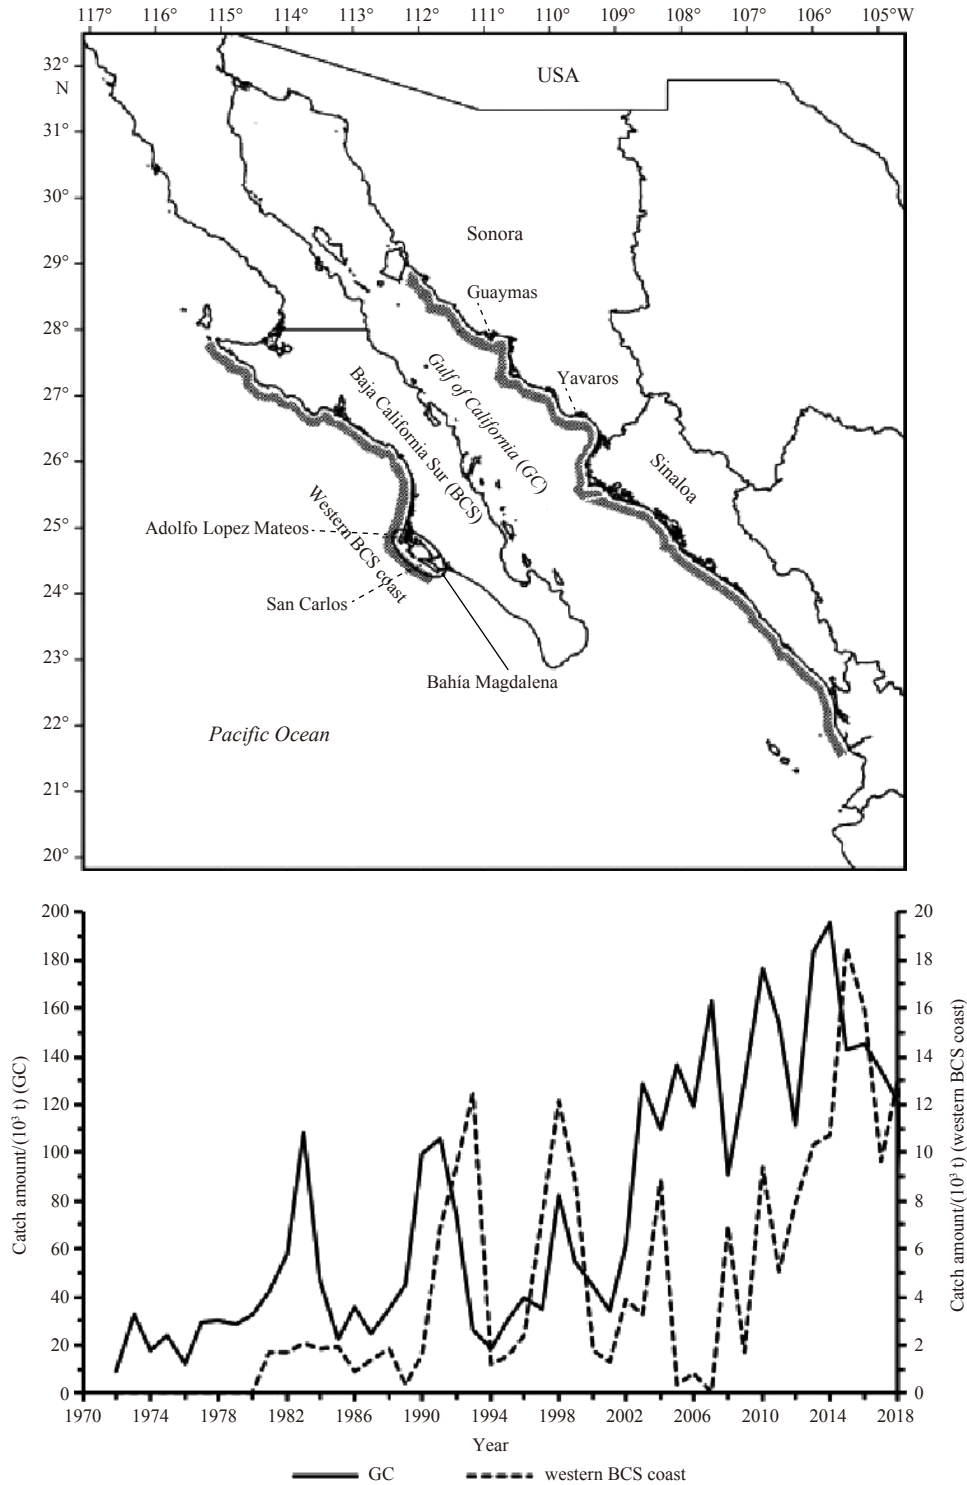 117° 116° 115° 114° 113° 112° 111° 110° 109° 108° 107° 106° 105°W
32°
N
31°
30°
29°
28°
27°
26°
25°
24°
23°
22°
21°
20°
USA
Sonora
Guaymas
Gulf of California (GC)
Yavaros
Baja California Sur (BCS)
Sinaloa
Western BCS coast
Adolfo Lopez Mateos
San Carlos
Bahía Magdalena
Pacific Ocean
Catch amount/(10³ t) (GC)
200
180
160
140
120
100
80
60
40
20
0
20
18
16
14
12
10
8
6
4
2
0
Catch amount/(10³ t) (western BCS coast)
1970 1974 1978 1982 1986 1990 1994 1998 2002 2006 2010 2014 2018
Year
GC western BCS coast